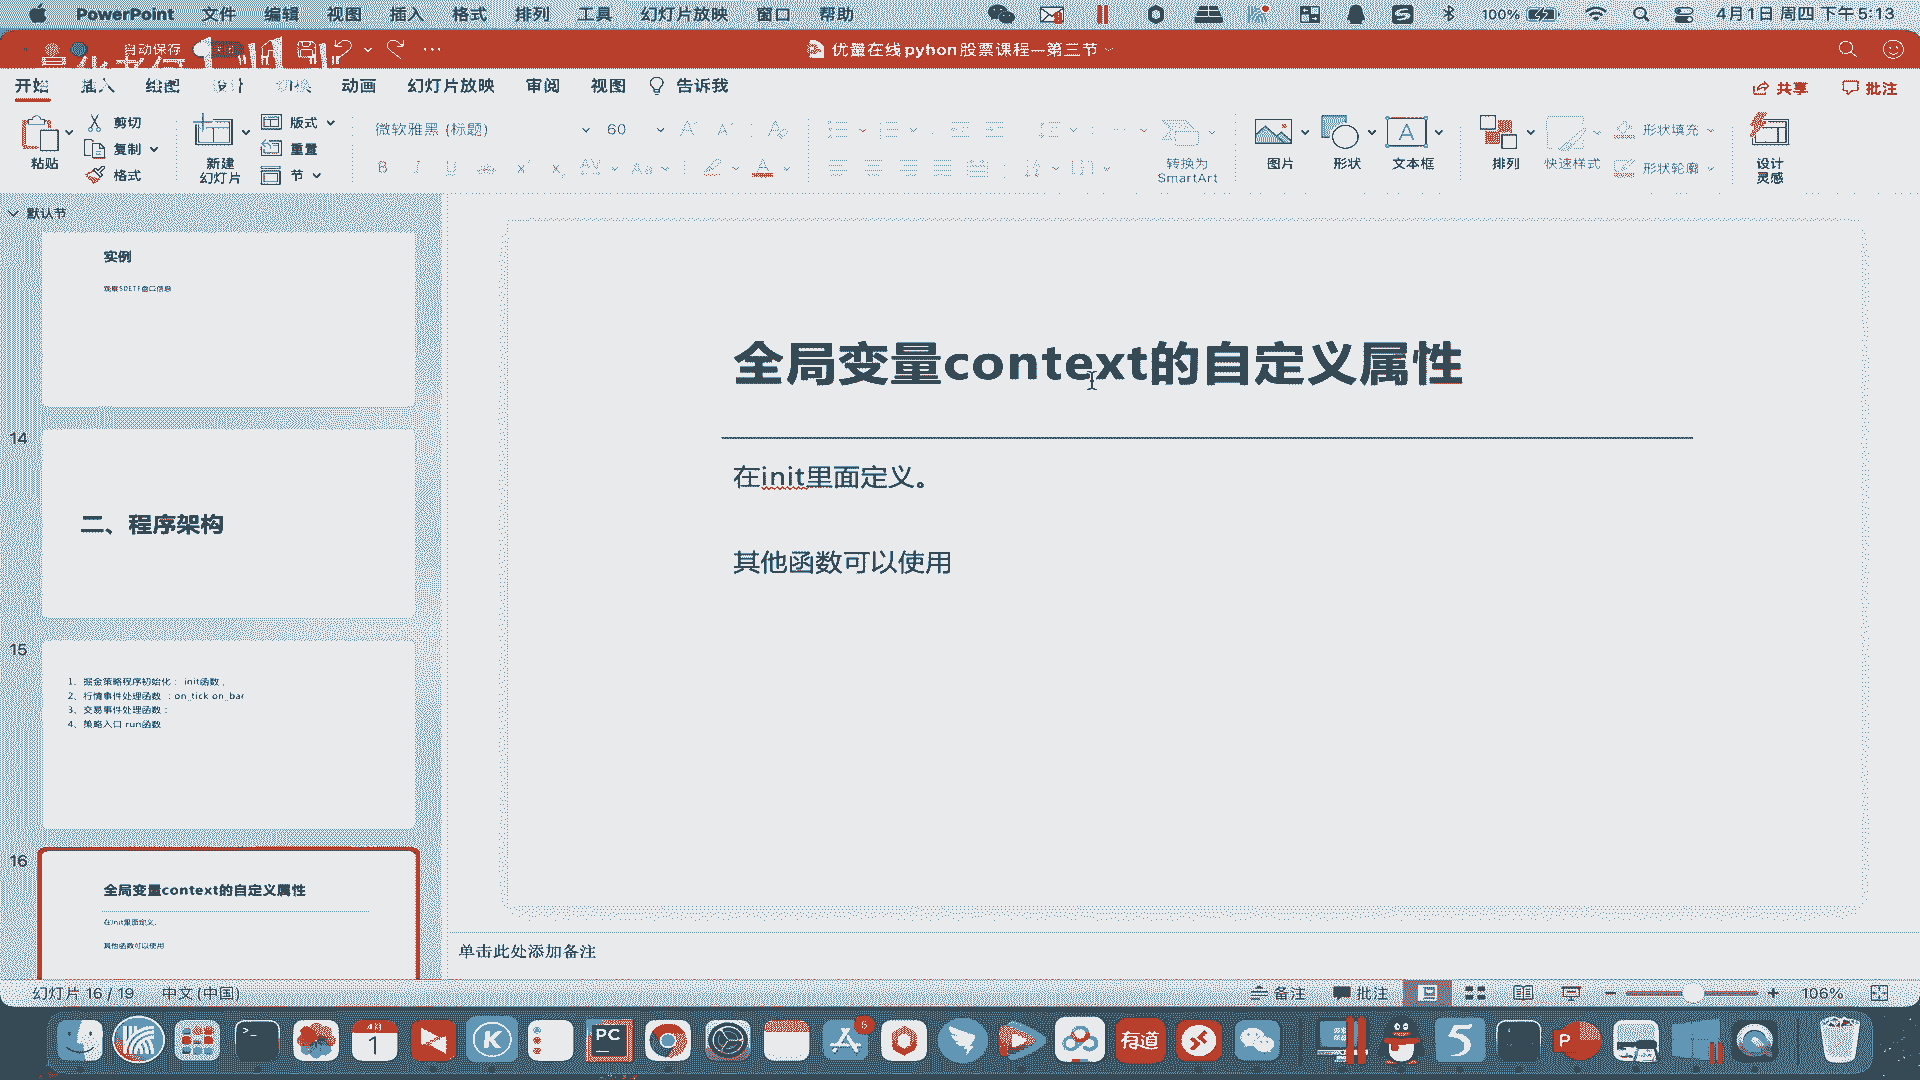 PowerPoint 文件 编辑 视图 插入 格式 排列 工具 幻灯片放映 窗口 帮助 100% 4月1日 周四 下午5:13
自动保存 优量在线pyhon股票课程—第三节
开始 插入 绘图 设计 切换 动画 幻灯片放映 审阅 视图 告诉我 共享 批注
粘贴 剪切 复制 格式
新建 幻灯片 版式 重置 节
微软雅黑 (标题) 60
转换为 SmartArt
图片 形状 文本框 排列 快速样式 形状填充 形状轮廓 设计 灵感
默认节
实例
14
二、程序架构
15
1、掘金策略程序初始化： init函数，
2、行情事件处理函数 ：on_tick on_bar
3、交易事件处理函数：
4、策略入口 run函数
16
全局变量context的自定义属性
在init里面定义。
其他函数可以使用
全局变量context的自定义属性
在init里面定义。
其他函数可以使用
单击此处添加备注
幻灯片 16 / 19 中文 (中国) 备注 批注 106%
4月
1
PC
6
有道